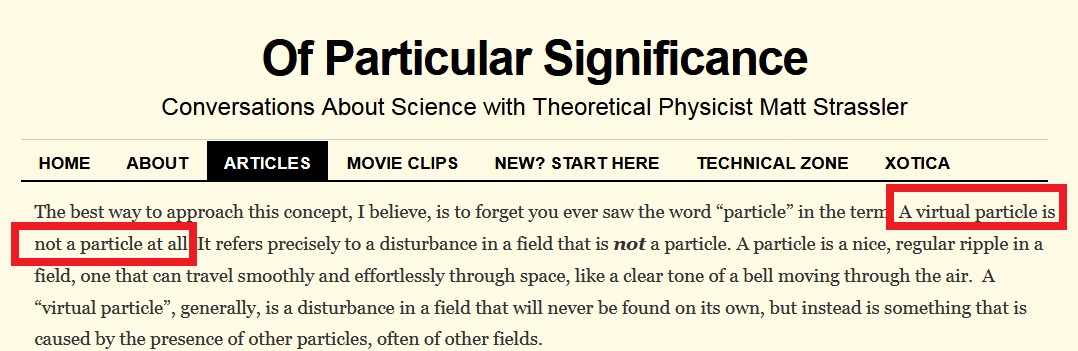 Of Particular Significance
Conversations About Science with Theoretical Physicist Matt Strassler
HOME ABOUT ARTICLES MOVIE CLIPS NEW? START HERE TECHNICAL ZONE XOTICA
The best way to approach this concept, I believe, is to forget you ever saw the word “particle” in the term. A virtual particle is
not a particle at all. It refers precisely to a disturbance in a field that is not a particle. A particle is a nice, regular ripple in a
field, one that can travel smoothly and effortlessly through space, like a clear tone of a bell moving through the air. A
“virtual particle”, generally, is a disturbance in a field that will never be found on its own, but instead is something that is
caused by the presence of other particles, often of other fields.